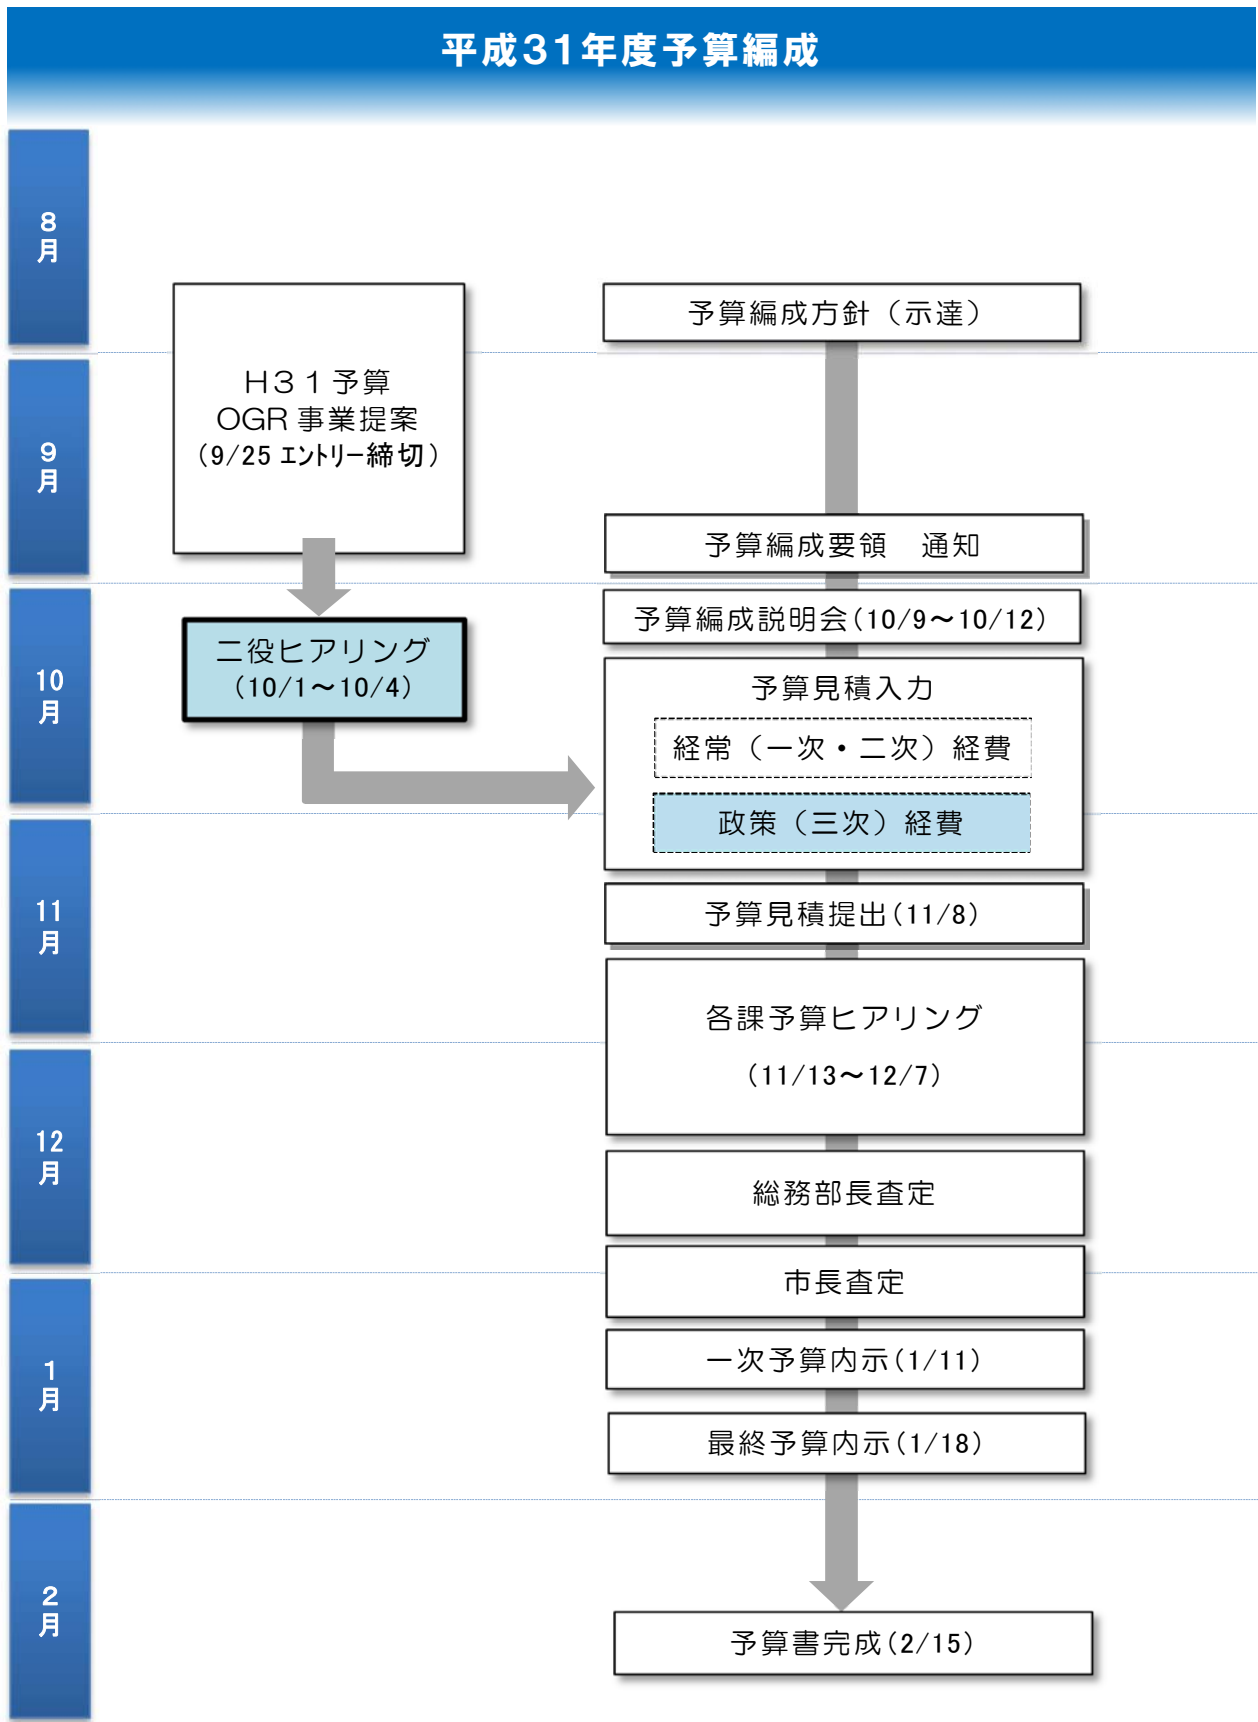 平成31年度予算編成
8
月
予算編成方針（示達）
H31予算
OGR 事業提案
(9/25 エントリー締切)
9
月
予算編成要領　通知
10
月
二役ヒアリング
(10/1～10/4)
予算編成説明会(10/9～10/12)
予算見積入力
経常（一次・二次）経費
政策（三次）経費
11
月
予算見積提出(11/8)
各課予算ヒアリング
(11/13～12/7)
12
月
総務部長査定
市長査定
1
月
一次予算内示(1/11)
最終予算内示(1/18)
2
月
予算書完成(2/15)